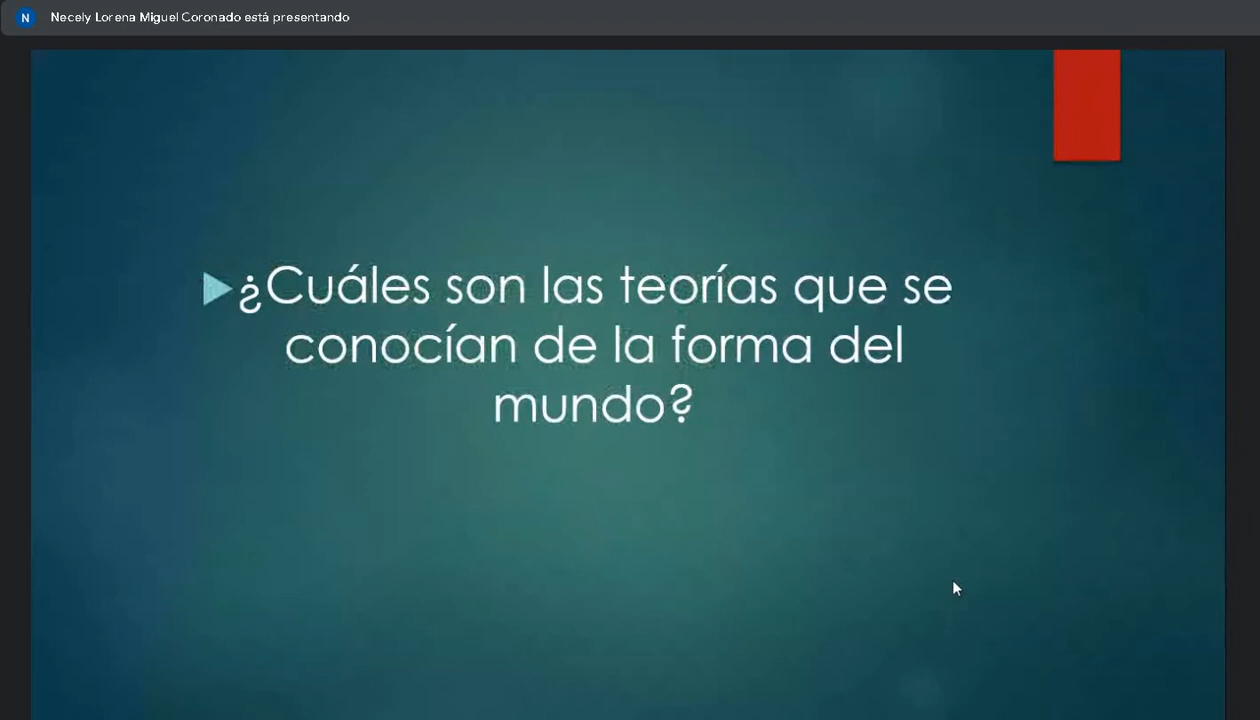 N Necely Lorena Miguel Coronado está presentando
¿Cuáles son las teorías que se
conocían de la forma del
mundo?